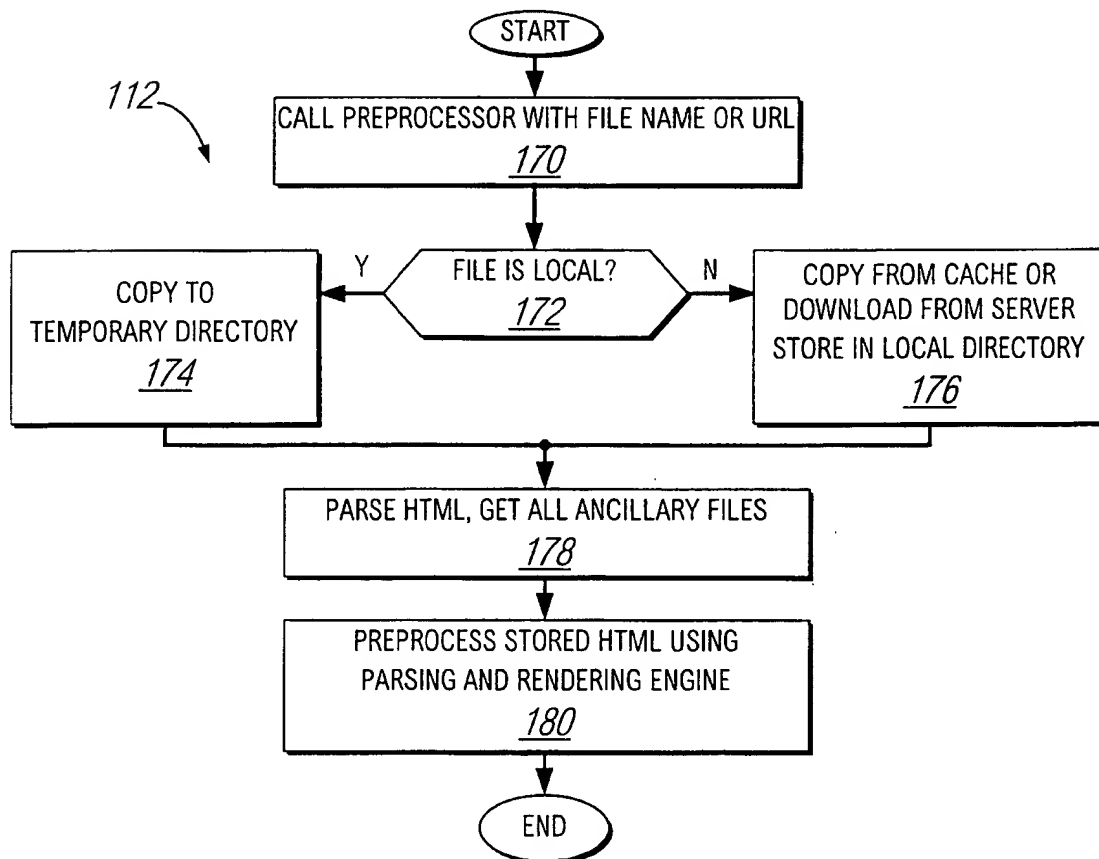 START
112
CALL PREPROCESSOR WITH FILE NAME OR URL
170
Y
FILE IS LOCAL?
172
N
COPY TO
TEMPORARY DIRECTORY
174
COPY FROM CACHE OR
DOWNLOAD FROM SERVER
STORE IN LOCAL DIRECTORY
176
PARSE HTML, GET ALL ANCILLARY FILES
178
PREPROCESS STORED HTML USING
PARSING AND RENDERING ENGINE
180
END